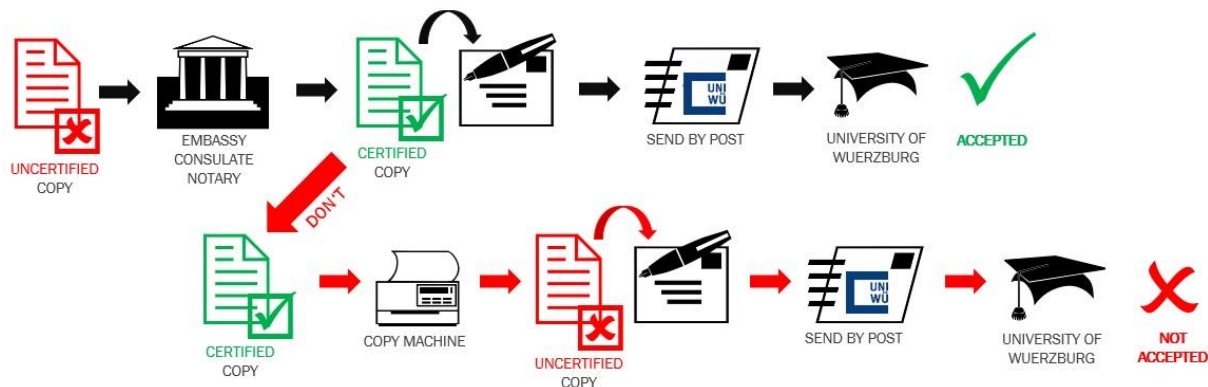 EMBASSY
CONSULATE
NOTARY
UNCERTIFIED
COPY
CERTIFIED
COPY
UNI
WÜ
SEND BY POST
UNIVERSITY OF
WUERZBURG
ACCEPTED
DON'T
CERTIFIED
COPY
COPY MACHINE
UNCERTIFIED
COPY
UNI
WÜ
SEND BY POST
UNIVERSITY OF
WUERZBURG
NOT
ACCEPTED